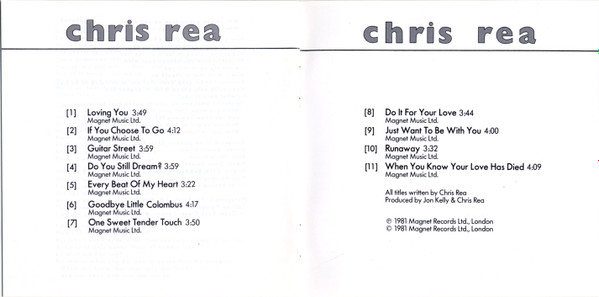 chris rea
[1] Loving You 3:49
Magnet Music Ltd.
[2] If You Choose To Go 4:12
Magnet Music Ltd.
[3] Guitar Street 3:59
Magnet Music Ltd.
[4] Do You Still Dream? 3:59
Magnet Music Ltd.
[5] Every Beat Of My Heart 3:22
Magnet Music Ltd.
[6] Goodbye Little Colombus 4:17
Magnet Music Ltd.
[7] One Sweet Tender Touch 3:50
Magnet Music Ltd.
chris rea
[8] Do It For Your Love 3:44
Magnet Music Ltd.
[9] Just Want To Be With You 4:00
Magnet Music Ltd.
[10] Runaway 3:32
Magnet Music Ltd.
[11] When You Know Your Love Has Died 4:09
Magnet Music Ltd.
All titles written by Chris Rea
Produced by Jon Kelly & Chris Rea
℗ 1981 Magnet Records Ltd., London
© 1981 Magnet Records Ltd., London